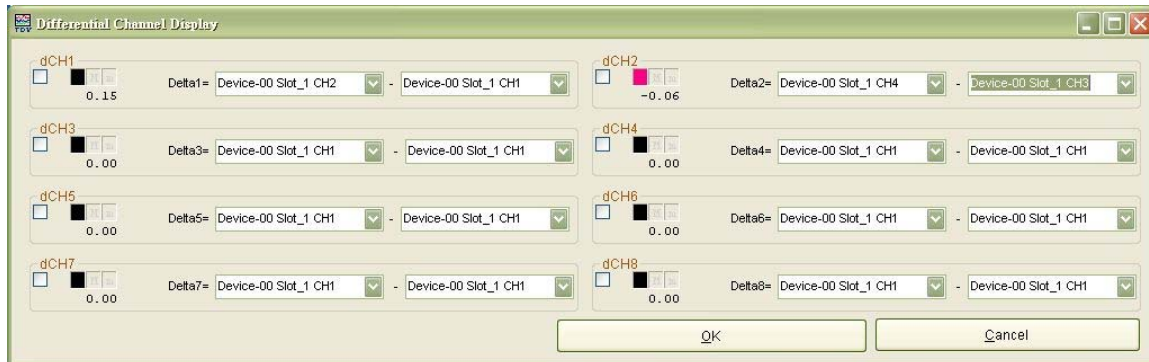 Differential Channel Display
dCH1
0.15
Delta1= Device-00 Slot_1 CH2 - Device-00 Slot_1 CH1
dCH2
-0.06
Delta2= Device-00 Slot_1 CH4 - Device-00 Slot_1 CH3
dCH3
0.00
Delta3= Device-00 Slot_1 CH1 - Device-00 Slot_1 CH1
dCH4
0.00
Delta4= Device-00 Slot_1 CH1 - Device-00 Slot_1 CH1
dCH5
0.00
Delta5= Device-00 Slot_1 CH1 - Device-00 Slot_1 CH1
dCH6
0.00
Delta6= Device-00 Slot_1 CH1 - Device-00 Slot_1 CH1
dCH7
0.00
Delta7= Device-00 Slot_1 CH1 - Device-00 Slot_1 CH1
dCH8
0.00
Delta8= Device-00 Slot_1 CH1 - Device-00 Slot_1 CH1
OK
Cancel